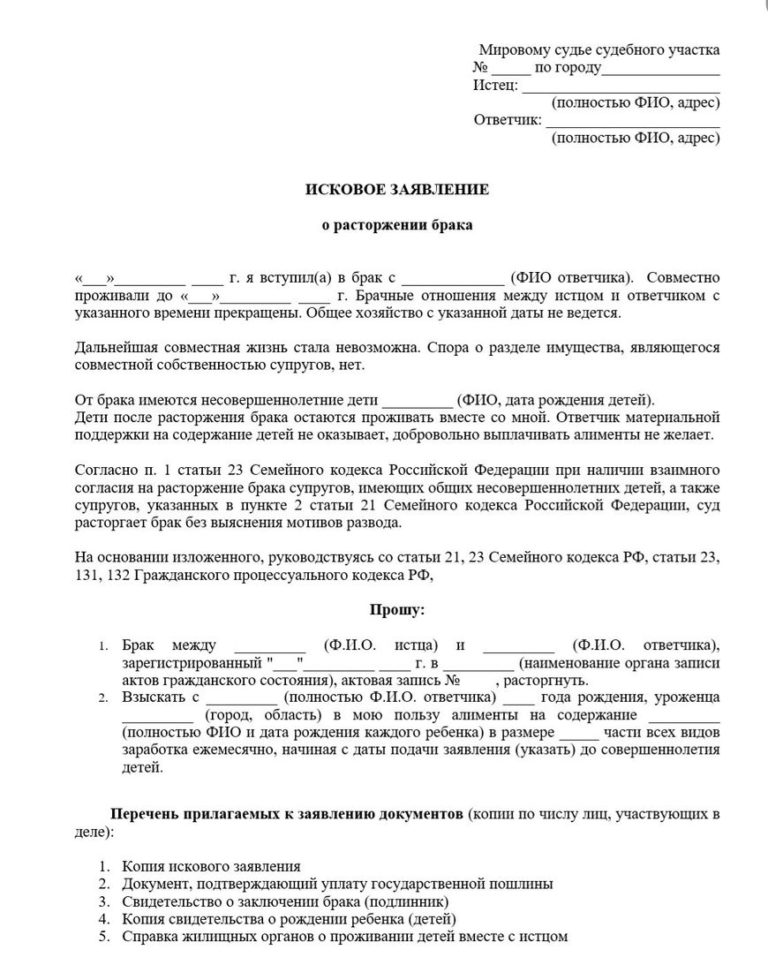 Мировому судье судебного участка
№ _____ по городу_______________
Истец: _________________________
(полностью ФИО, адрес)
Ответчик: ______________________
(полностью ФИО, адрес)
ИСКОВОЕ ЗАЯВЛЕНИЕ
о расторжении брака
«___»_________ ____ г. я вступил(а) в брак с _____________ (ФИО ответчика). Совместно
проживали до «___»_________ ____ г. Брачные отношения между истцом и ответчиком с
указанного времени прекращены. Общее хозяйство с указанной даты не ведется.
Дальнейшая совместная жизнь стала невозможна. Спора о разделе имущества, являющегося
совместной собственностью супругов, нет.
От брака имеются несовершеннолетние дети _________ (ФИО, дата рождения детей).
Дети после расторжения брака остаются проживать вместе со мной. Ответчик материальной
поддержки на содержание детей не оказывает, добровольно выплачивать алименты не желает.
Согласно п. 1 статьи 23 Семейного кодекса Российской Федерации при наличии взаимного
согласия на расторжение брака супругов, имеющих общих несовершеннолетних детей, а также
супругов, указанных в пункте 2 статьи 21 Семейного кодекса Российской Федерации, суд
расторгает брак без выяснения мотивов развода.
На основании изложенного, руководствуясь со статьи 21, 23 Семейного кодекса РФ, статьи 23,
131, 132 Гражданского процессуального кодекса РФ,
Прошу:
1. Брак между _________ (Ф.И.О. истца) и _________ (Ф.И.О. ответчика),
зарегистрированный "___"_________ ____ г. в _________ (наименование органа записи
актов гражданского состояния), актовая запись № , расторгнуть.
2. Взыскать с _________ (полностью Ф.И.О. ответчика) ____ года рождения, уроженца
_________ (город, область) в мою пользу алименты на содержание _________
(полностью ФИО и дата рождения каждого ребенка) в размере _____ части всех видов
заработка ежемесячно, начиная с даты подачи заявления (указать) до совершеннолетия
детей.
Перечень прилагаемых к заявлению документов (копии по числу лиц, участвующих в
деле):
1. Копия искового заявления
2. Документ, подтверждающий уплату государственной пошлины
3. Свидетельство о заключении брака (подлинник)
4. Копия свидетельства о рождении ребенка (детей)
5. Справка жилищных органов о проживании детей вместе с истцом